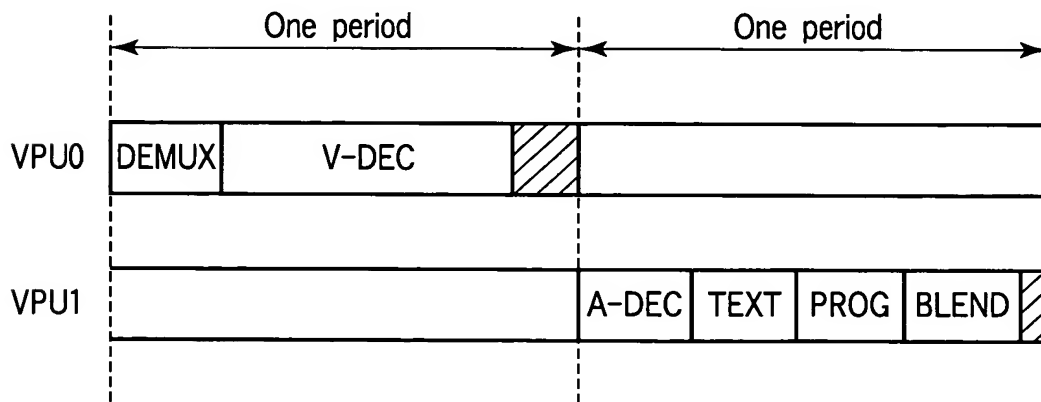 One period One period
VPU0 DEMUX V-DEC
VPU1 A-DEC TEXT PROG BLEND